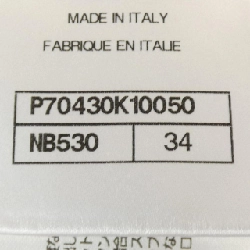 MADE IN ITALY
FABRIQUE EN ITALIE
P70430K10050
NB530 34